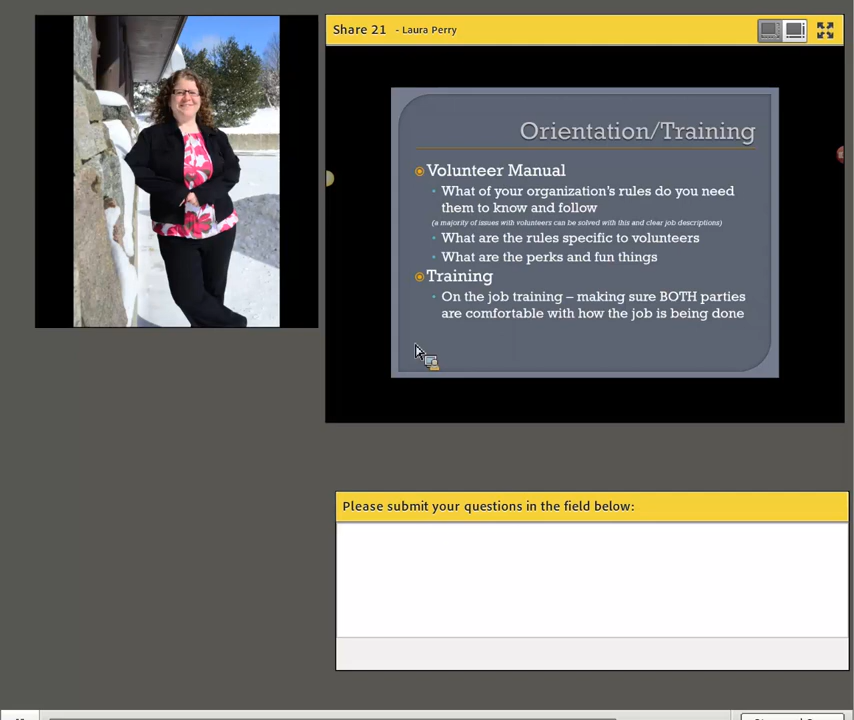 Share 21 - Laura Perry
Orientation/Training
Volunteer Manual
What of your organization's rules do you need
them to know and follow
(a majority of issues with volunteers can be solved with this and clear job descriptions)
What are the rules specific to volunteers
What are the perks and fun things
Training
On the job training – making sure BOTH parties
are comfortable with how the job is being done
Please submit your questions in the field below: